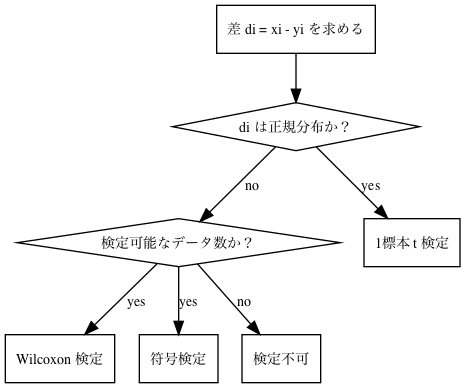 差 di = xi - yi を求める
di は正規分布か？
no
yes
検定可能なデータ数か？
1標本 t 検定
yes
yes
no
Wilcoxon 検定
符号検定
検定不可